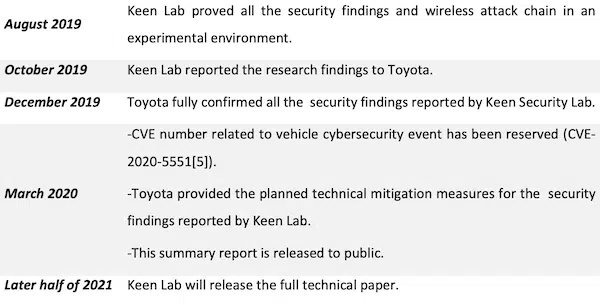 Keen Lab proved all the security findings and wireless attack chain in an
August 2019
experimental environment.
October 2019 Keen Lab reported the research findings to Toyota.
December 2019 Toyota fully confirmed all the security findings reported by Keen Security Lab.
-CVE number related to vehicle cybersecurity event has been reserved (CVE-
2020-5551[5]).
March 2020 -Toyota provided the planned technical mitigation measures for the security
findings reported by Keen Lab.
-This summary report is released to public.
Later half of 2021 Keen Lab will release the full technical paper.